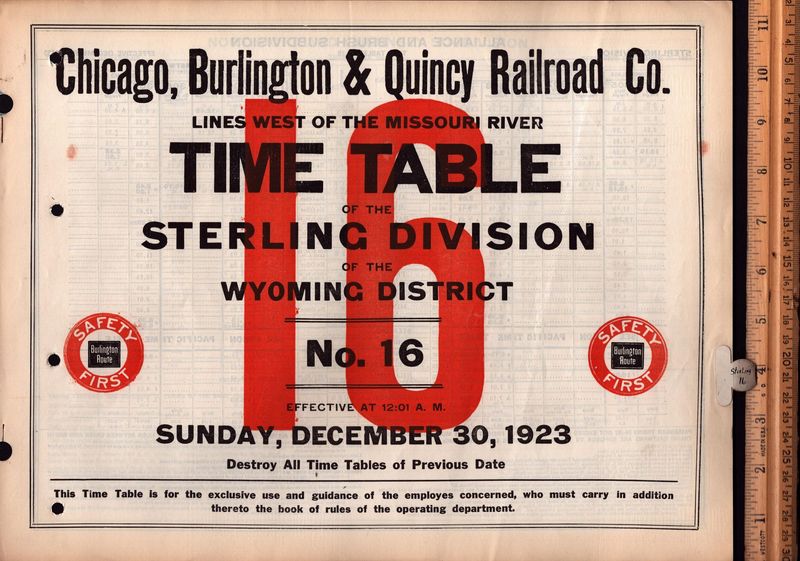 Chicago, Burlington & Quincy Railroad Co.
LINES WEST OF THE MISSOURI RIVER
16
TIME TABLE
OF THE
STERLING DIVISION
OF THE
WYOMING DISTRICT
No. 16
SAFETY
Burlington
Route
FIRST
SAFETY
Burlington
Route
FIRST
EFFECTIVE AT 12:01 A. M.
SUNDAY, DECEMBER 30, 1923
Destroy All Time Tables of Previous Date
This Time Table is for the exclusive use and guidance of the employes concerned, who must carry in addition
thereto the book of rules of the operating department.
Sterling
16